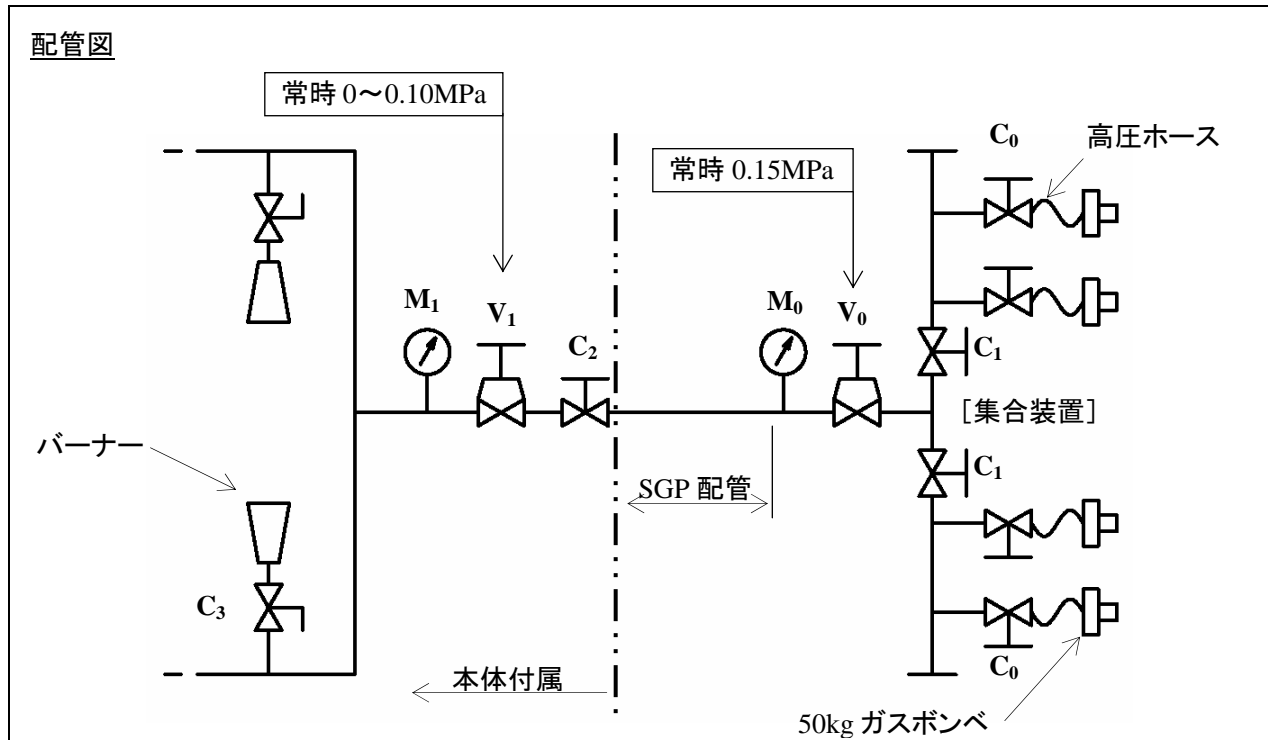 配管図
常時 0～0.10MPa
C₀
高圧ホース
常時 0.15MPa
M₁
V₁
C₂
M₀
V₀
C₁
［集合装置］
バーナー
SGP 配管
C₁
C₃
本体付属
C₀
50kg ガスボンベ